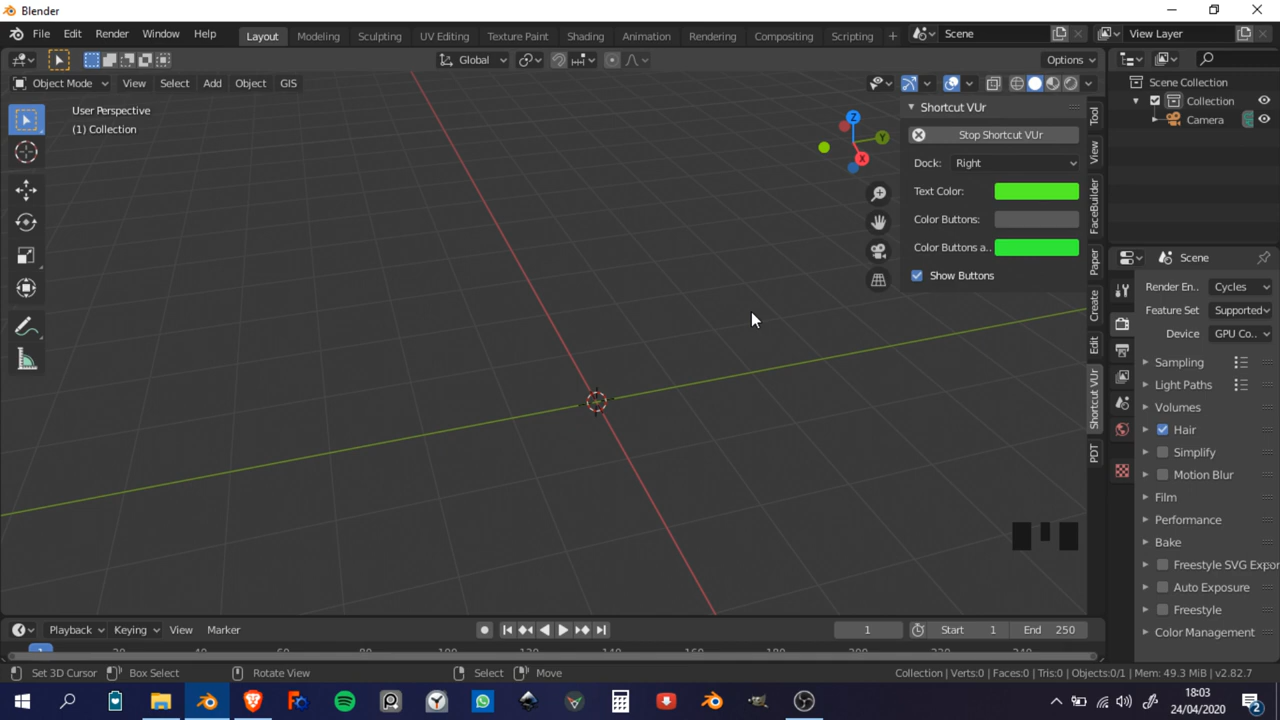 Blender
File Edit Render Window Help Layout Modeling Sculpting UV Editing Texture Paint Shading Animation Rendering Compositing Scripting + Scene View Layer
Global Options
Object Mode View Select Add Object GIS
User Perspective
(1) Collection
Z
Y
X
Shortcut VUr
Stop Shortcut VUr
Dock: Right
Text Color:
Color Buttons:
Color Buttons a..
Show Buttons
Tool
View
FaceBuilder
Paper
Create
Edit
Shortcut VUr
PDT
Scene Collection
Collection
Camera
Scene
Render En.. Cycles
Feature Set Supported
Device GPU Co...
Sampling
Light Paths
Volumes
Hair
Simplify
Motion Blur
Film
Performance
Bake
Freestyle SVG Expor
Auto Exposure
Freestyle
Color Management
Playback Keying View Marker 1 Start 1 End 250
Set 3D Cursor Box Select Rotate View Select Move Collection | Verts:0 | Faces:0 | Tris:0 | Objects:0/1 | Mem: 49.3 MiB | v2.82.7
18:03
24/04/2020
2